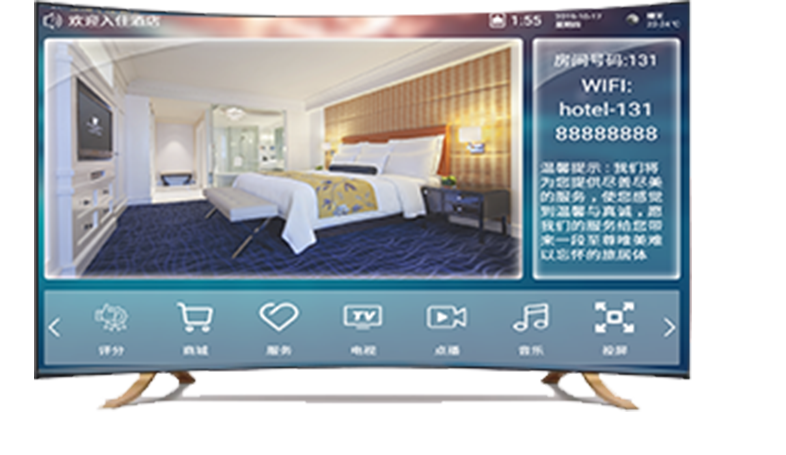 欢迎入住酒店
1.55
房间号码:131
WIFI:
hotel-131
88888888
温馨提示：我们将
为您提供尽善尽美
的服务，使您感觉
到温馨与真诚，愿
我们的服务给您带
来一段至尊唯美难
以忘怀的旅居体
TV
评分
商城
服务
电视
点播
音乐
投屏